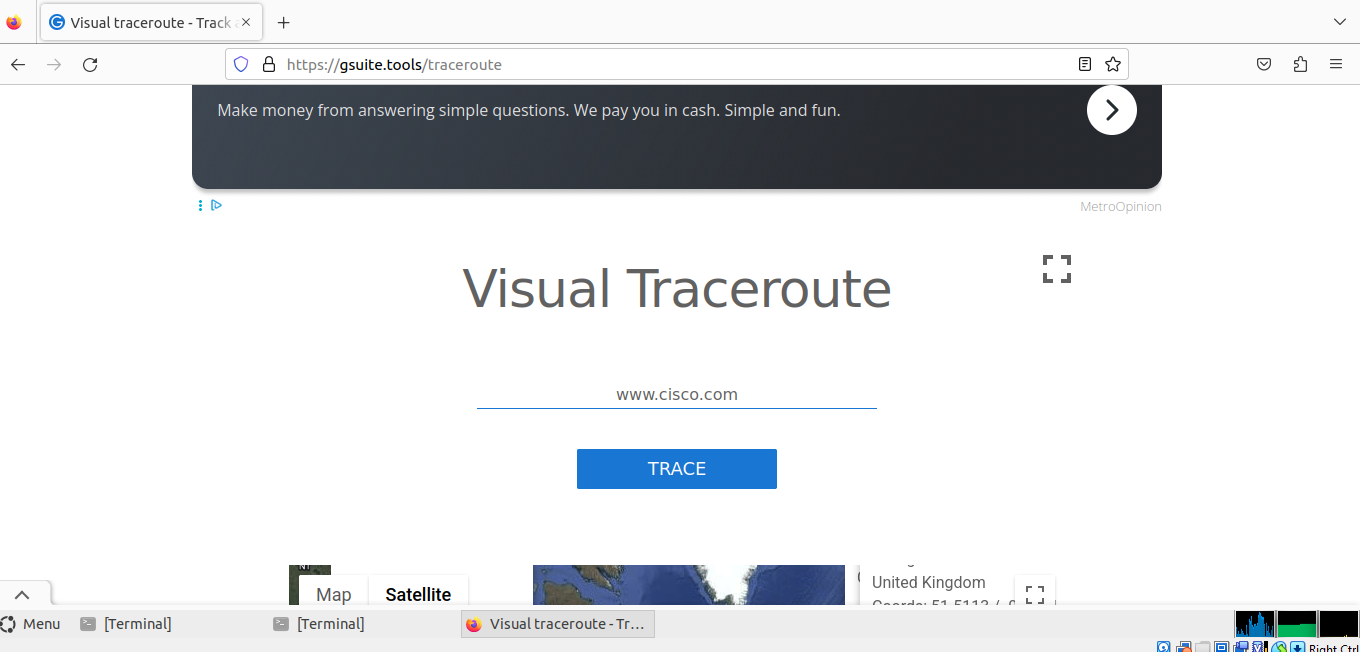 Visual traceroute - Track
https://gsuite.tools/traceroute
Make money from answering simple questions. We pay you in cash. Simple and fun.
MetroOpinion
Visual Traceroute
www.cisco.com
TRACE
Map
Satellite
United Kingdom
Coords: 51.5113 /
Menu
[Terminal]
[Terminal]
Visual traceroute - Tr...
Right Ctrl